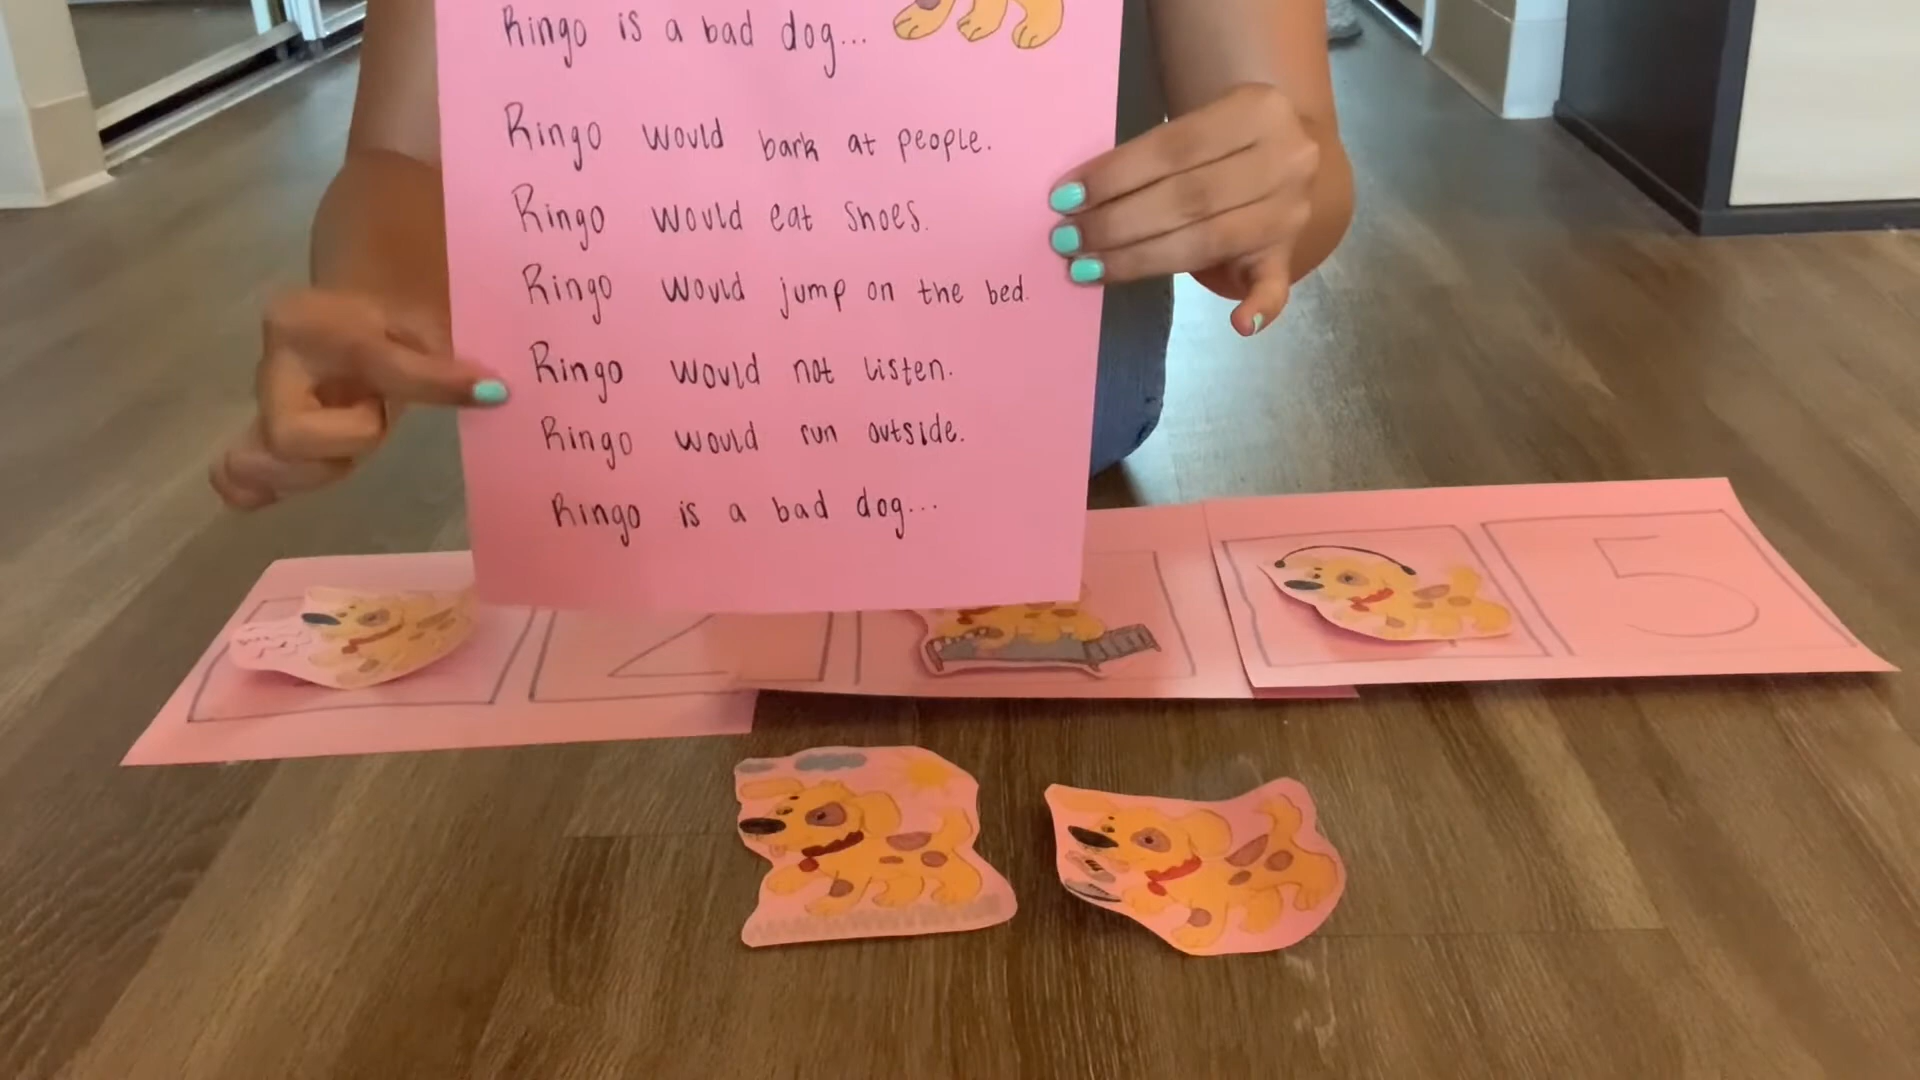 Ringo is a bad dog...
Ringo would bark at people.
Ringo would eat shoes.
Ringo would jump on the bed.
Ringo would not listen.
Ringo would run outside.
Ringo is a bad dog...
2
5